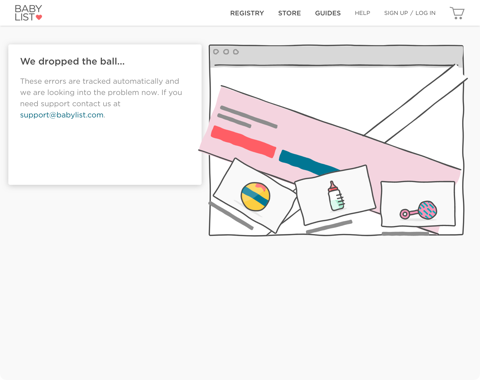 BABY
LIST
REGISTRY STORE GUIDES HELP SIGN UP / LOG IN
We dropped the ball...
These errors are tracked automatically and
we are looking into the problem now. If you
need support contact us at
support@babylist.com.